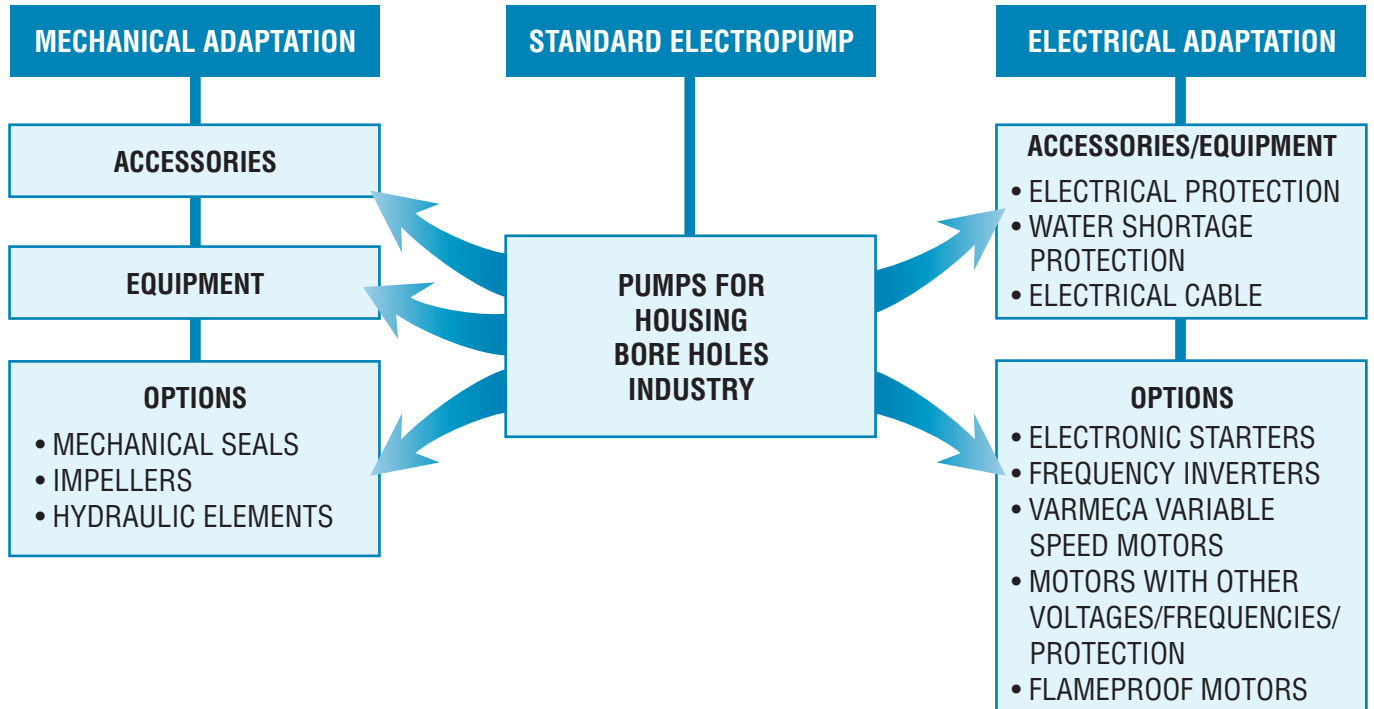 MECHANICAL ADAPTATION
ACCESSORIES
EQUIPMENT
OPTIONS
• MECHANICAL SEALS
• IMPELLERS
• HYDRAULIC ELEMENTS
STANDARD ELECTROPUMP
PUMPS FOR
HOUSING
BORE HOLES
INDUSTRY
ELECTRICAL ADAPTATION
ACCESSORIES/EQUIPMENT
• ELECTRICAL PROTECTION
• WATER SHORTAGE
PROTECTION
• ELECTRICAL CABLE
OPTIONS
• ELECTRONIC STARTERS
• FREQUENCY INVERTERS
• VARMECA VARIABLE
SPEED MOTORS
• MOTORS WITH OTHER
VOLTAGES/FREQUENCIES/
PROTECTION
• FLAMEPROOF MOTORS